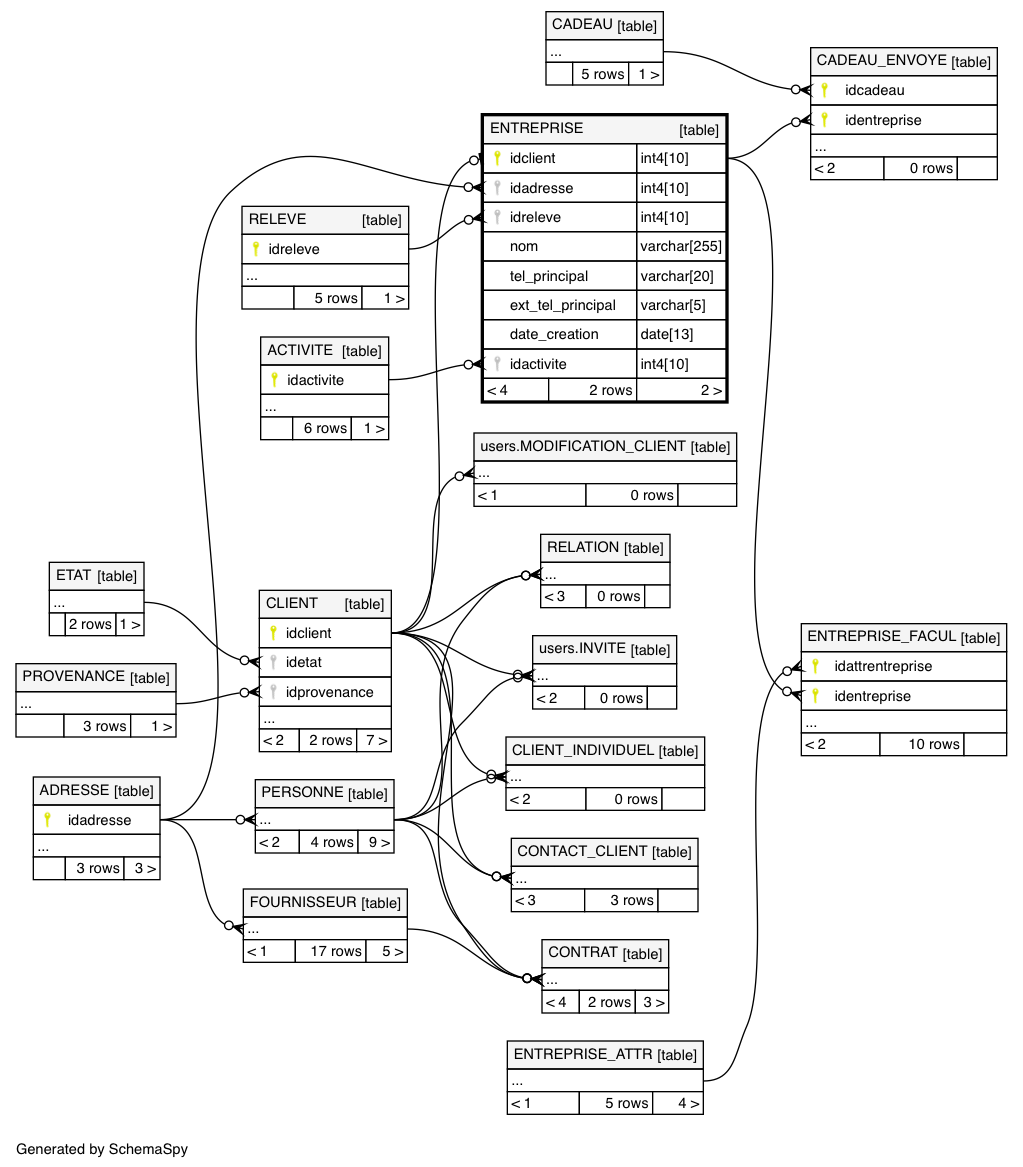 CADEAU [table]
...
5 rows 1 >
CADEAU_ENVOYE [table]
idcadeau
identreprise
...
< 2 0 rows
ENTREPRISE [table]
idclient int4[10]
idadresse int4[10]
idreleve int4[10]
nom varchar[255]
tel_principal varchar[20]
ext_tel_principal varchar[5]
date_creation date[13]
idactivite int4[10]
< 4 2 rows 2 >
RELEVE [table]
idreleve
...
5 rows 1 >
ACTIVITE [table]
idactivite
...
6 rows 1 >
users.MODIFICATION_CLIENT [table]
...
< 1 0 rows
RELATION [table]
...
< 3 0 rows
ETAT [table]
...
2 rows 1 >
CLIENT [table]
idclient
idetat
idprovenance
...
< 2 2 rows 7 >
users.INVITE [table]
...
< 2 0 rows
ENTREPRISE_FACUL [table]
idattrentreprise
identreprise
...
< 2 10 rows
PROVENANCE [table]
...
3 rows 1 >
CLIENT_INDIVIDUEL [table]
...
< 2 0 rows
ADRESSE [table]
idadresse
...
3 rows 3 >
PERSONNE [table]
...
< 2 4 rows 9 >
CONTACT_CLIENT [table]
...
< 3 3 rows
FOURNISSEUR [table]
...
< 1 17 rows 5 >
CONTRAT [table]
...
< 4 2 rows 3 >
ENTREPRISE_ATTR [table]
...
< 1 5 rows 4 >
Generated by SchemaSpy